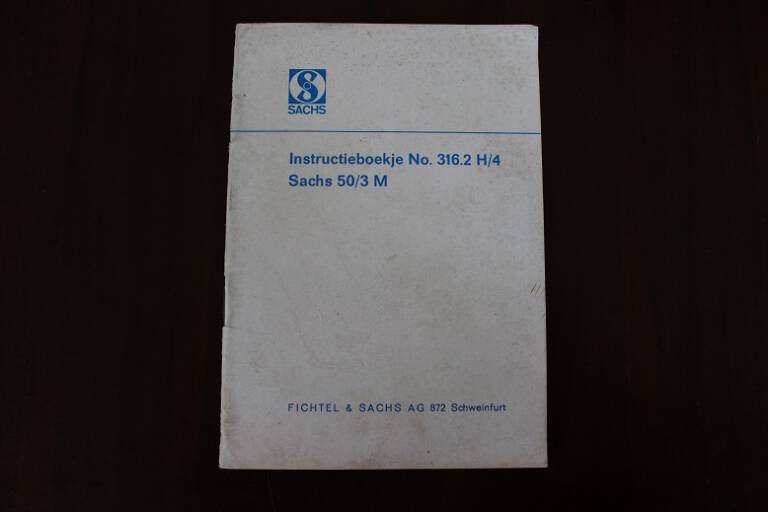 SACHS
Instructieboekje No. 316.2 H/4
Sachs 50/3 M
FICHTEL & SACHS AG 872 Schweinfurt